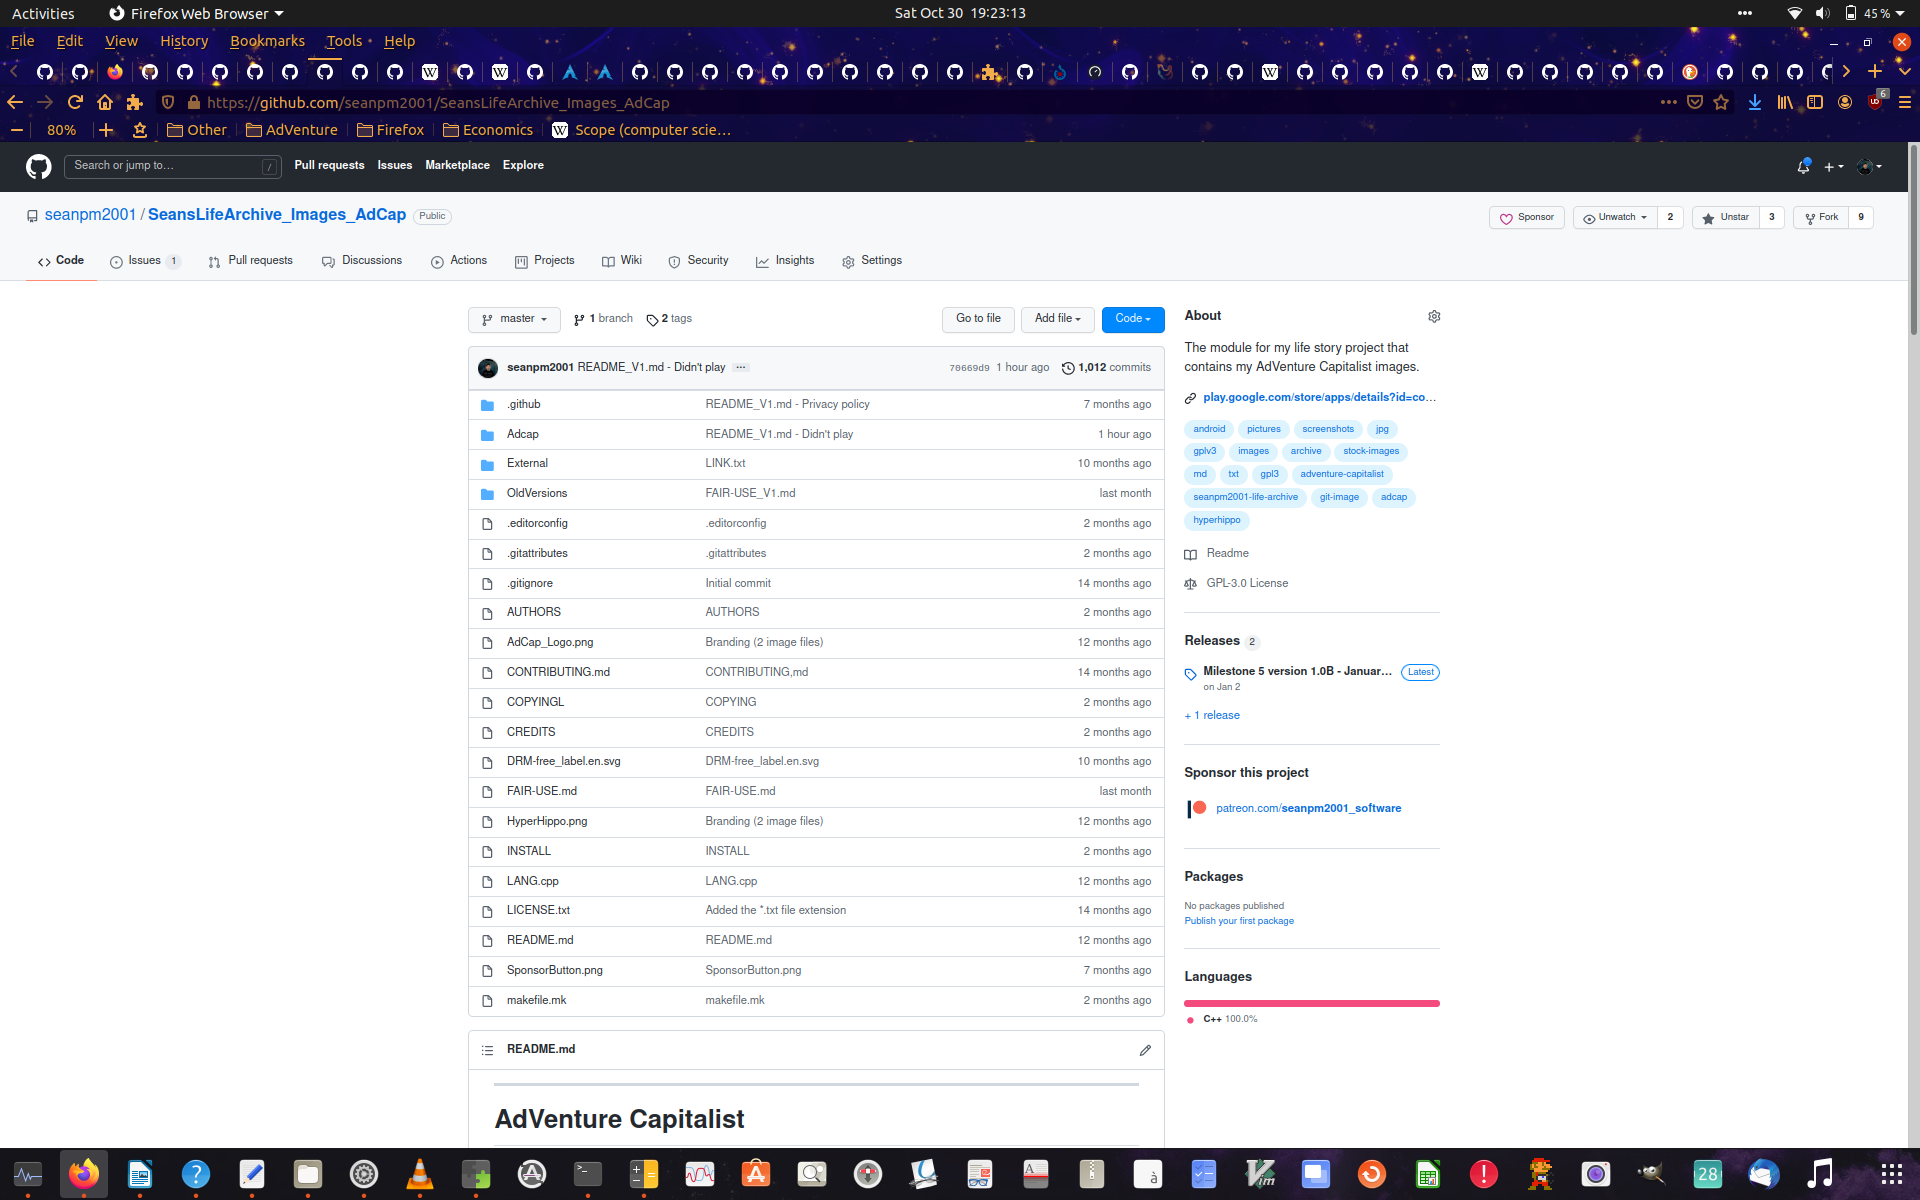 Activities
Firefox Web Browser
Sat Oct 30  19:23:13
45 %
File Edit View History Bookmarks Tools Help
https://github.com/seanpm2001/SeansLifeArchive_Images_AdCap
6
80%
Other
AdVenture
Firefox
Economics
Scope (computer scie…
Search or jump to…
/
Pull requests Issues Marketplace Explore
seanpm2001 / SeansLifeArchive_Images_AdCap Public
Sponsor
Unwatch 2
Unstar 3
Fork 9
Code
Issues 1
Pull requests
Discussions
Actions
Projects
Wiki
Security
Insights
Settings
master
1 branch
2 tags
Go to file
Add file
Code
seanpm2001 README_V1.md - Didn't play ... 70669d9 1 hour ago 1,012 commits
.github README_V1.md - Privacy policy 7 months ago
Adcap README_V1.md - Didn't play 1 hour ago
External LINK.txt 10 months ago
OldVersions FAIR-USE_V1.md last month
.editorconfig .editorconfig 2 months ago
.gitattributes .gitattributes 2 months ago
.gitignore Initial commit 14 months ago
AUTHORS AUTHORS 2 months ago
AdCap_Logo.png Branding (2 image files) 12 months ago
CONTRIBUTING.md CONTRIBUTING,md 14 months ago
COPYINGL COPYING 2 months ago
CREDITS CREDITS 2 months ago
DRM-free_label.en.svg DRM-free_label.en.svg 10 months ago
FAIR-USE.md FAIR-USE.md last month
HyperHippo.png Branding (2 image files) 12 months ago
INSTALL INSTALL 2 months ago
LANG.cpp LANG.cpp 12 months ago
LICENSE.txt Added the *.txt file extension 14 months ago
README.md README.md 12 months ago
SponsorButton.png SponsorButton.png 7 months ago
makefile.mk makefile.mk 2 months ago
README.md
AdVenture Capitalist
About
The module for my life story project that
contains my AdVenture Capitalist images.
play.google.com/store/apps/details?id=co…
android pictures screenshots jpg
gplv3 images archive stock-images
md txt gpl3 adventure-capitalist
seanpm2001-life-archive git-image adcap
hyperhippo
Readme
GPL-3.0 License
Releases 2
Milestone 5 version 1.0B - Januar... Latest
on Jan 2
+ 1 release
Sponsor this project
patreon.com/seanpm2001_software
Packages
No packages published
Publish your first package
Languages
C++ 100.0%
28